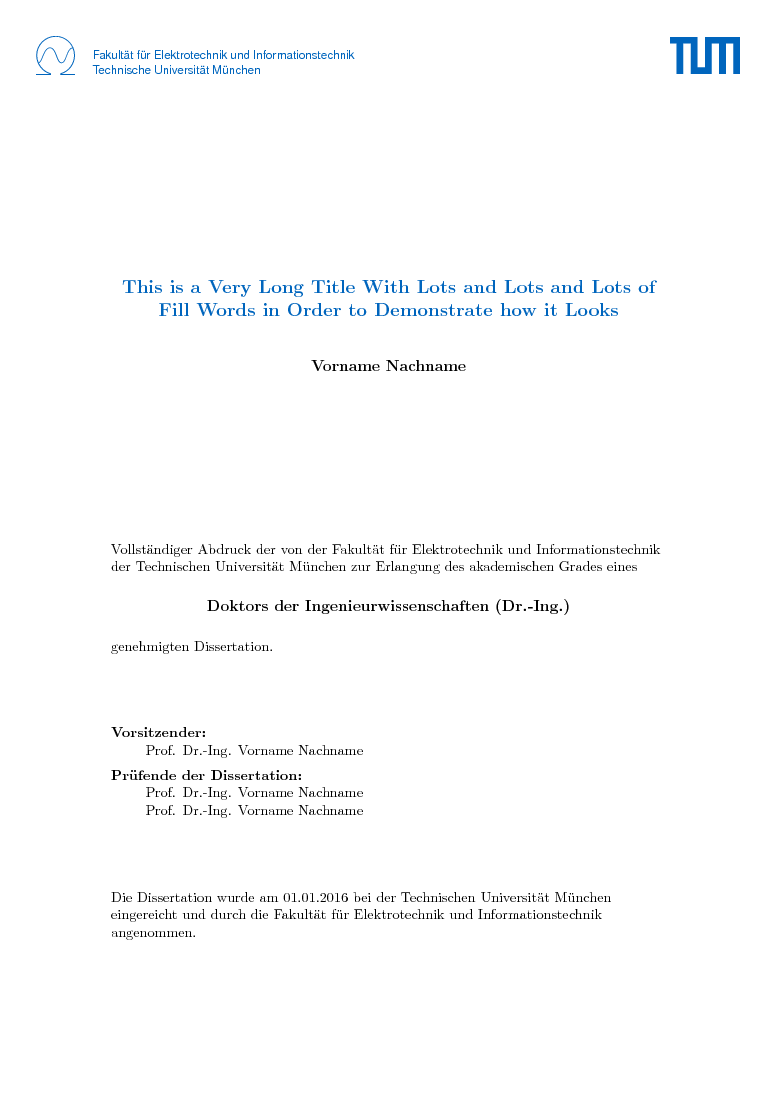 Fakultät für Elektrotechnik und Informationstechnik
Technische Universität München
TUM
This is a Very Long Title With Lots and Lots and Lots of
Fill Words in Order to Demonstrate how it Looks
Vorname Nachname
Vollständiger Abdruck der von der Fakultät für Elektrotechnik und Informationstechnik
der Technischen Universität München zur Erlangung des akademischen Grades eines
Doktors der Ingenieurwissenschaften (Dr.-Ing.)
genehmigten Dissertation.
Vorsitzender:
Prof. Dr.-Ing. Vorname Nachname
Prüfende der Dissertation:
Prof. Dr.-Ing. Vorname Nachname
Prof. Dr.-Ing. Vorname Nachname
Die Dissertation wurde am 01.01.2016 bei der Technischen Universität München
eingereicht und durch die Fakultät für Elektrotechnik und Informationstechnik
angenommen.